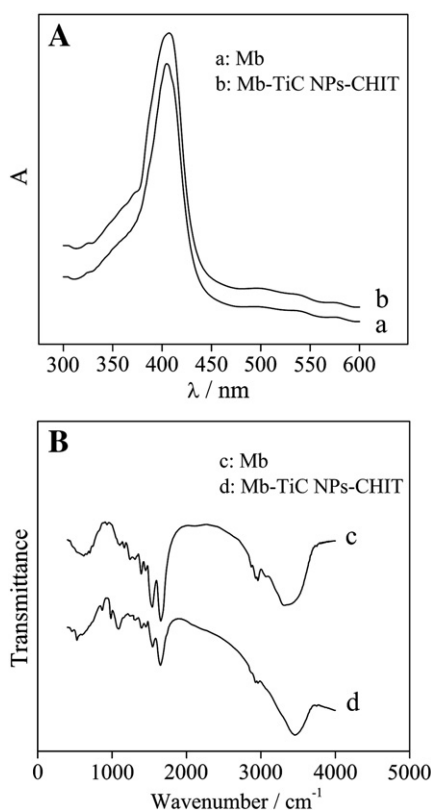 A
a: Mb
b: Mb-TiC NPs-CHIT
A
b
a
300 350 400 450 500 550 600
λ / nm
B
c: Mb
d: Mb-TiC NPs-CHIT
Transmittance
c
d
0 1000 2000 3000 4000 5000
Wavenumber / cm⁻¹